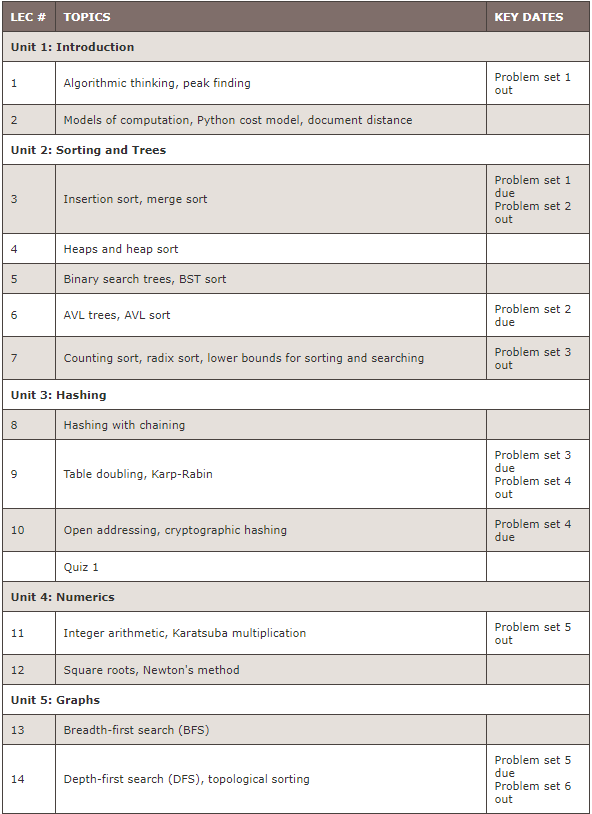 LEC # TOPICS KEY DATES
Unit 1: Introduction
1 Algorithmic thinking, peak finding Problem set 1
out
2 Models of computation, Python cost model, document distance
Unit 2: Sorting and Trees
3 Insertion sort, merge sort Problem set 1
due
Problem set 2
out
4 Heaps and heap sort
5 Binary search trees, BST sort
6 AVL trees, AVL sort Problem set 2
due
7 Counting sort, radix sort, lower bounds for sorting and searching Problem set 3
out
Unit 3: Hashing
8 Hashing with chaining
9 Table doubling, Karp-Rabin Problem set 3
due
Problem set 4
out
10 Open addressing, cryptographic hashing Problem set 4
due
Quiz 1
Unit 4: Numerics
11 Integer arithmetic, Karatsuba multiplication Problem set 5
out
12 Square roots, Newton's method
Unit 5: Graphs
13 Breadth-first search (BFS)
14 Depth-first search (DFS), topological sorting Problem set 5
due
Problem set 6
out